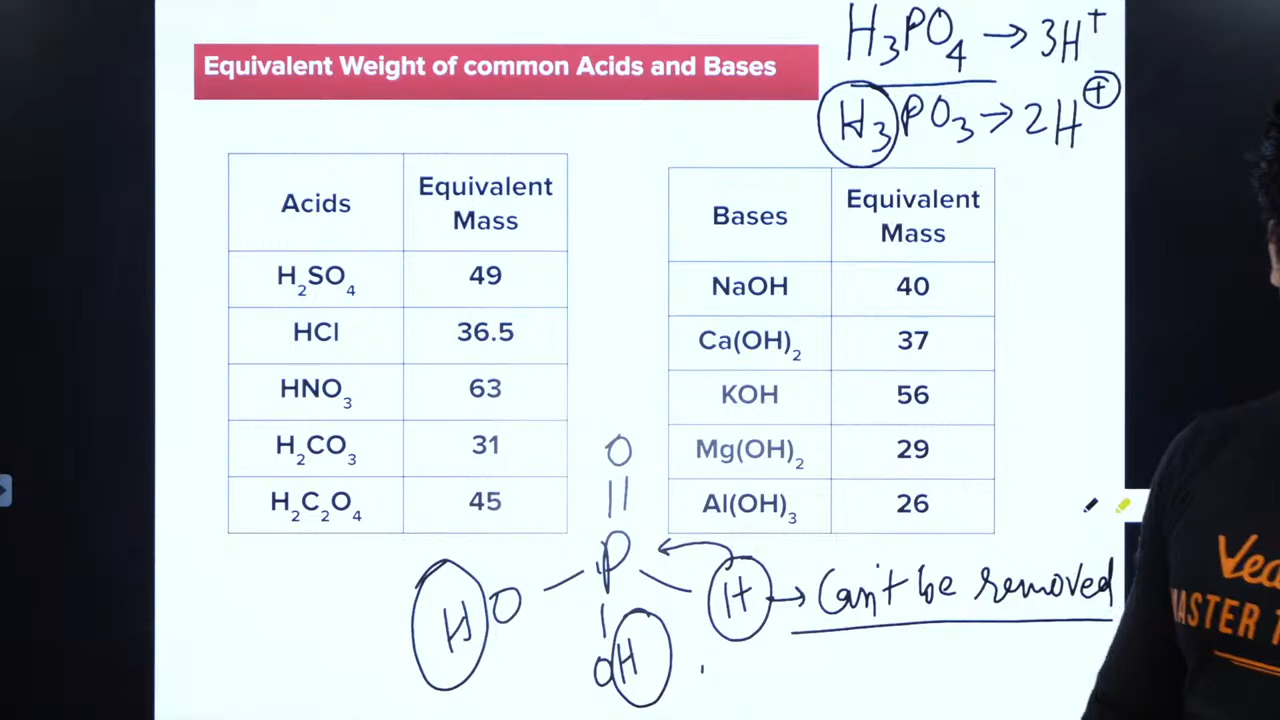 H₃PO₄ → 3H⁺
H₃PO₃ → 2H⁺
Equivalent Weight of common Acids and Bases
Acids Equivalent Mass
H₂SO₄ 49
HCl 36.5
HNO₃ 63
H₂CO₃ 31
H₂C₂O₄ 45
Bases Equivalent Mass
NaOH 40
Ca(OH)₂ 37
KOH 56
Mg(OH)₂ 29
Al(OH)₃ 26
O
||
P
HO H → Can't be removed
OH
MASTER